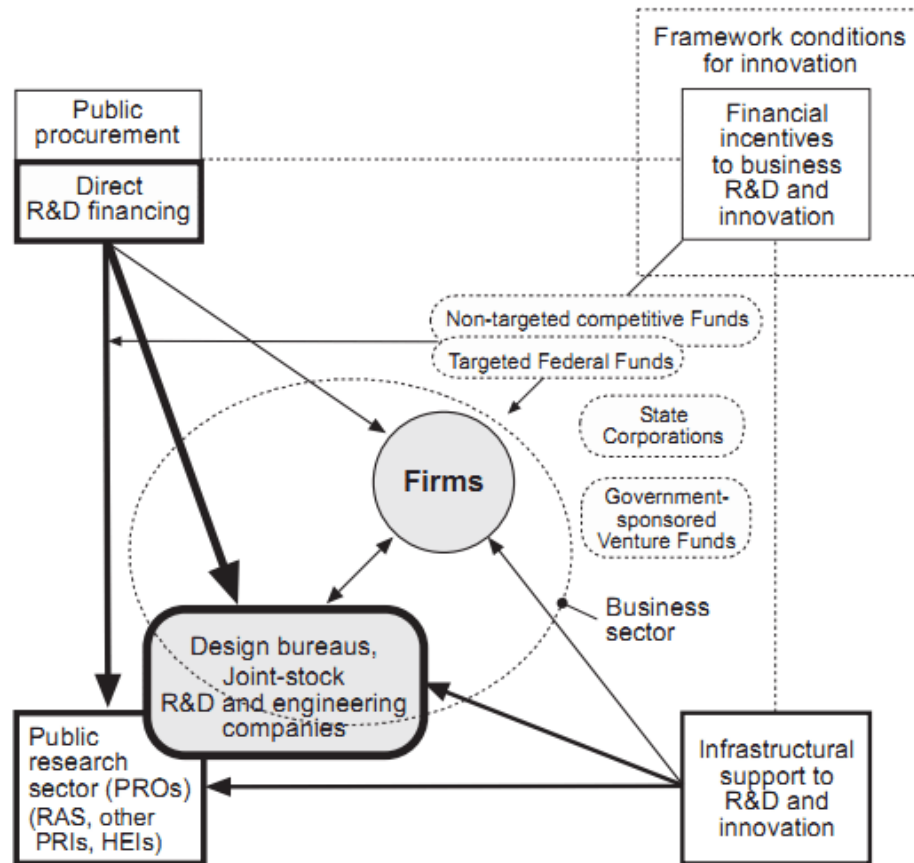 Framework conditions
for innovation
Public
procurement
Direct
R&D financing
Financial
incentives
to business
R&D and
innovation
Non-targeted competitive Funds
Targeted Federal Funds
State
Corporations
Firms
Government-
sponsored
Venture Funds
Business
sector
Design bureaus,
Joint-stock
R&D and engineering
companies
Public
research
sector (PROs)
(RAS, other
PRIs, HEIs)
Infrastructural
support to
R&D and
innovation